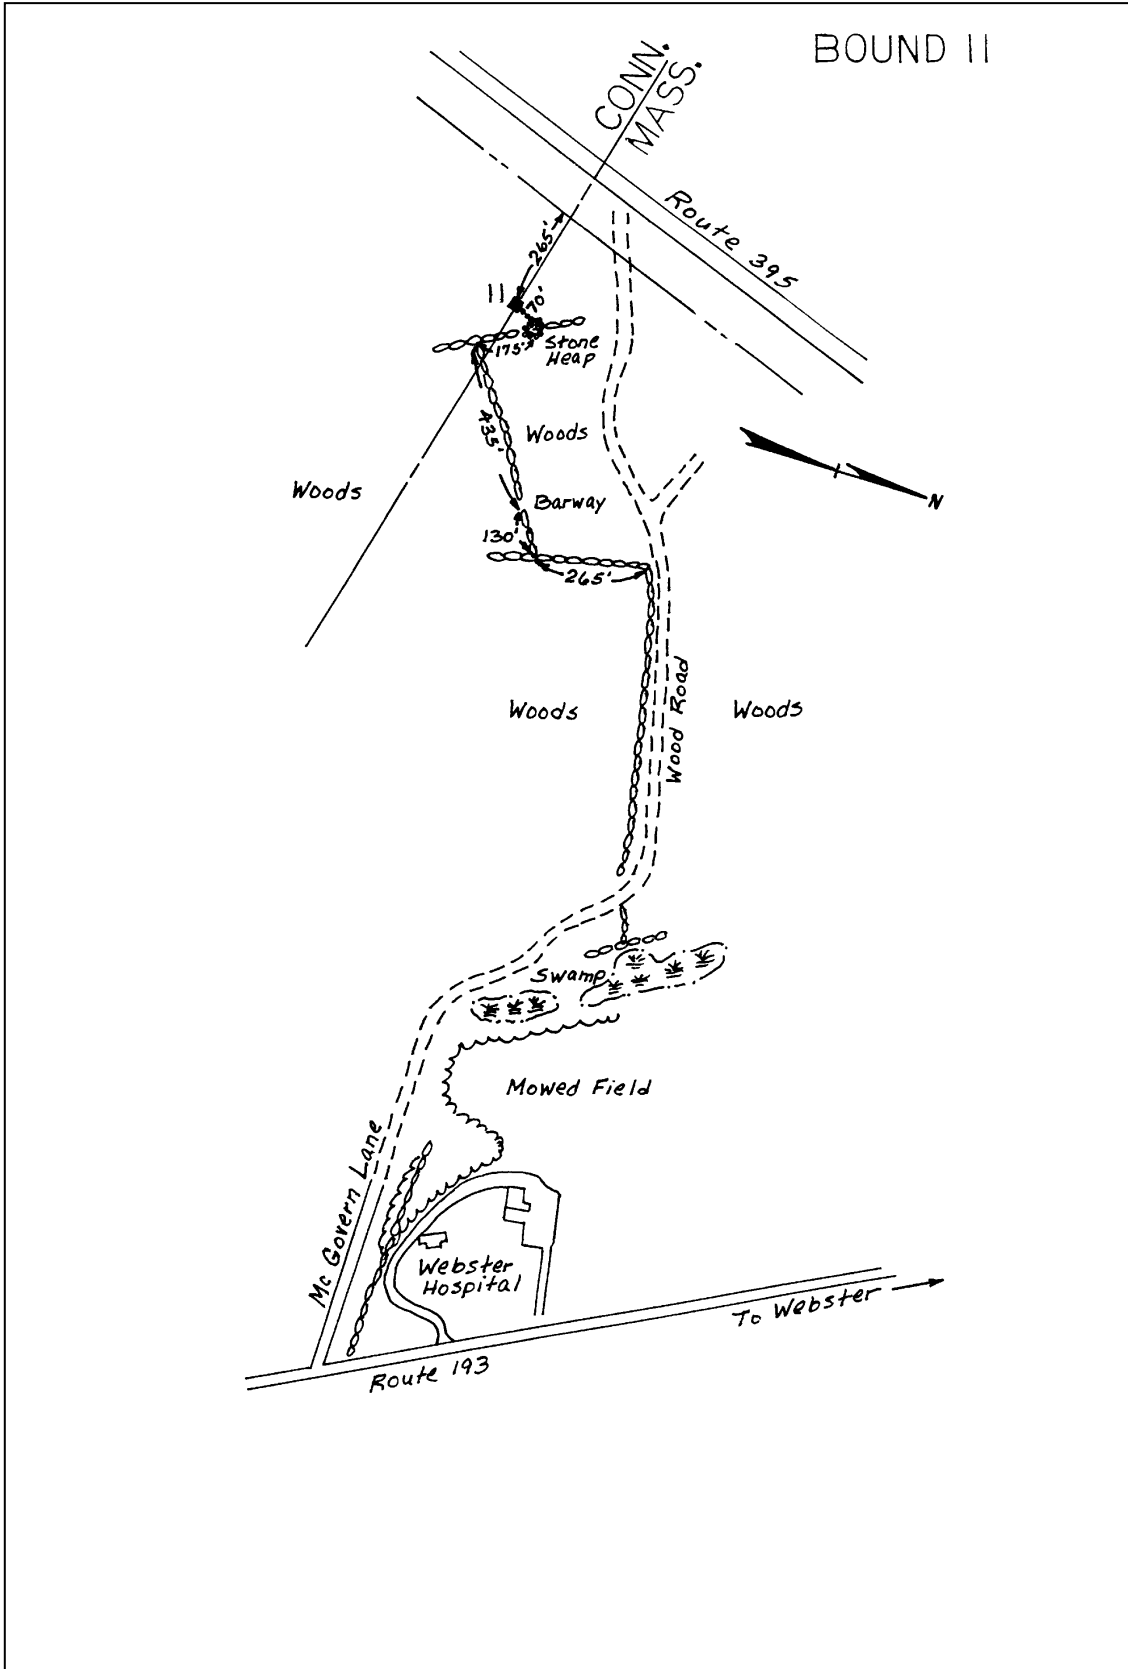 BOUND 11
CONN.
MASS.
Route 395
265'
11
70'
175'
Stone
Heap
435'
Woods
Woods
Barway
N
130'
265'
Wood Road
Woods
Woods
Swamp
Mowed Field
Mc Govern Lane
Webster
Hospital
To Webster
Route 193